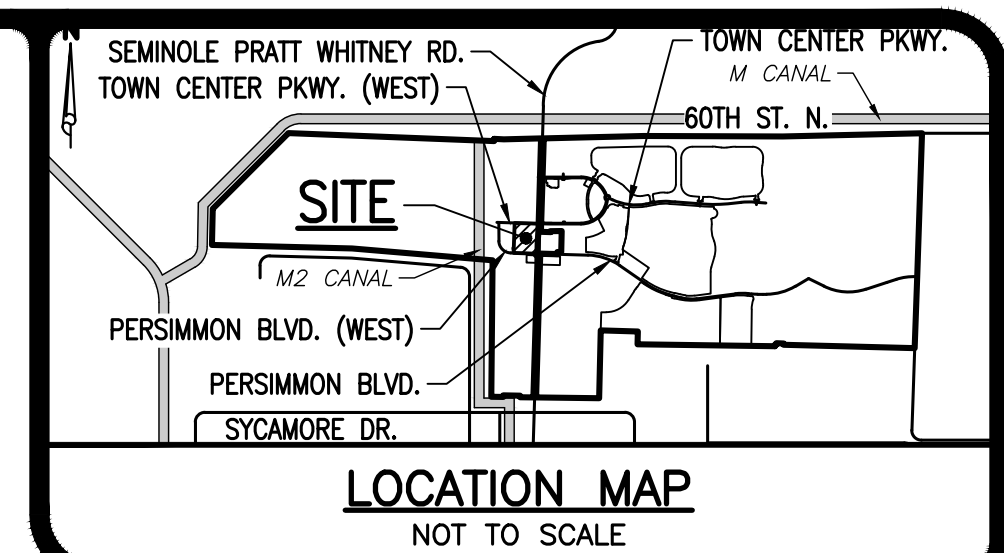 N
SEMINOLE PRATT WHITNEY RD.
TOWN CENTER PKWY.
TOWN CENTER PKWY. (WEST)
M CANAL
60TH ST. N.
SITE
M2 CANAL
PERSIMMON BLVD. (WEST)
PERSIMMON BLVD.
SYCAMORE DR.
LOCATION MAP
NOT TO SCALE